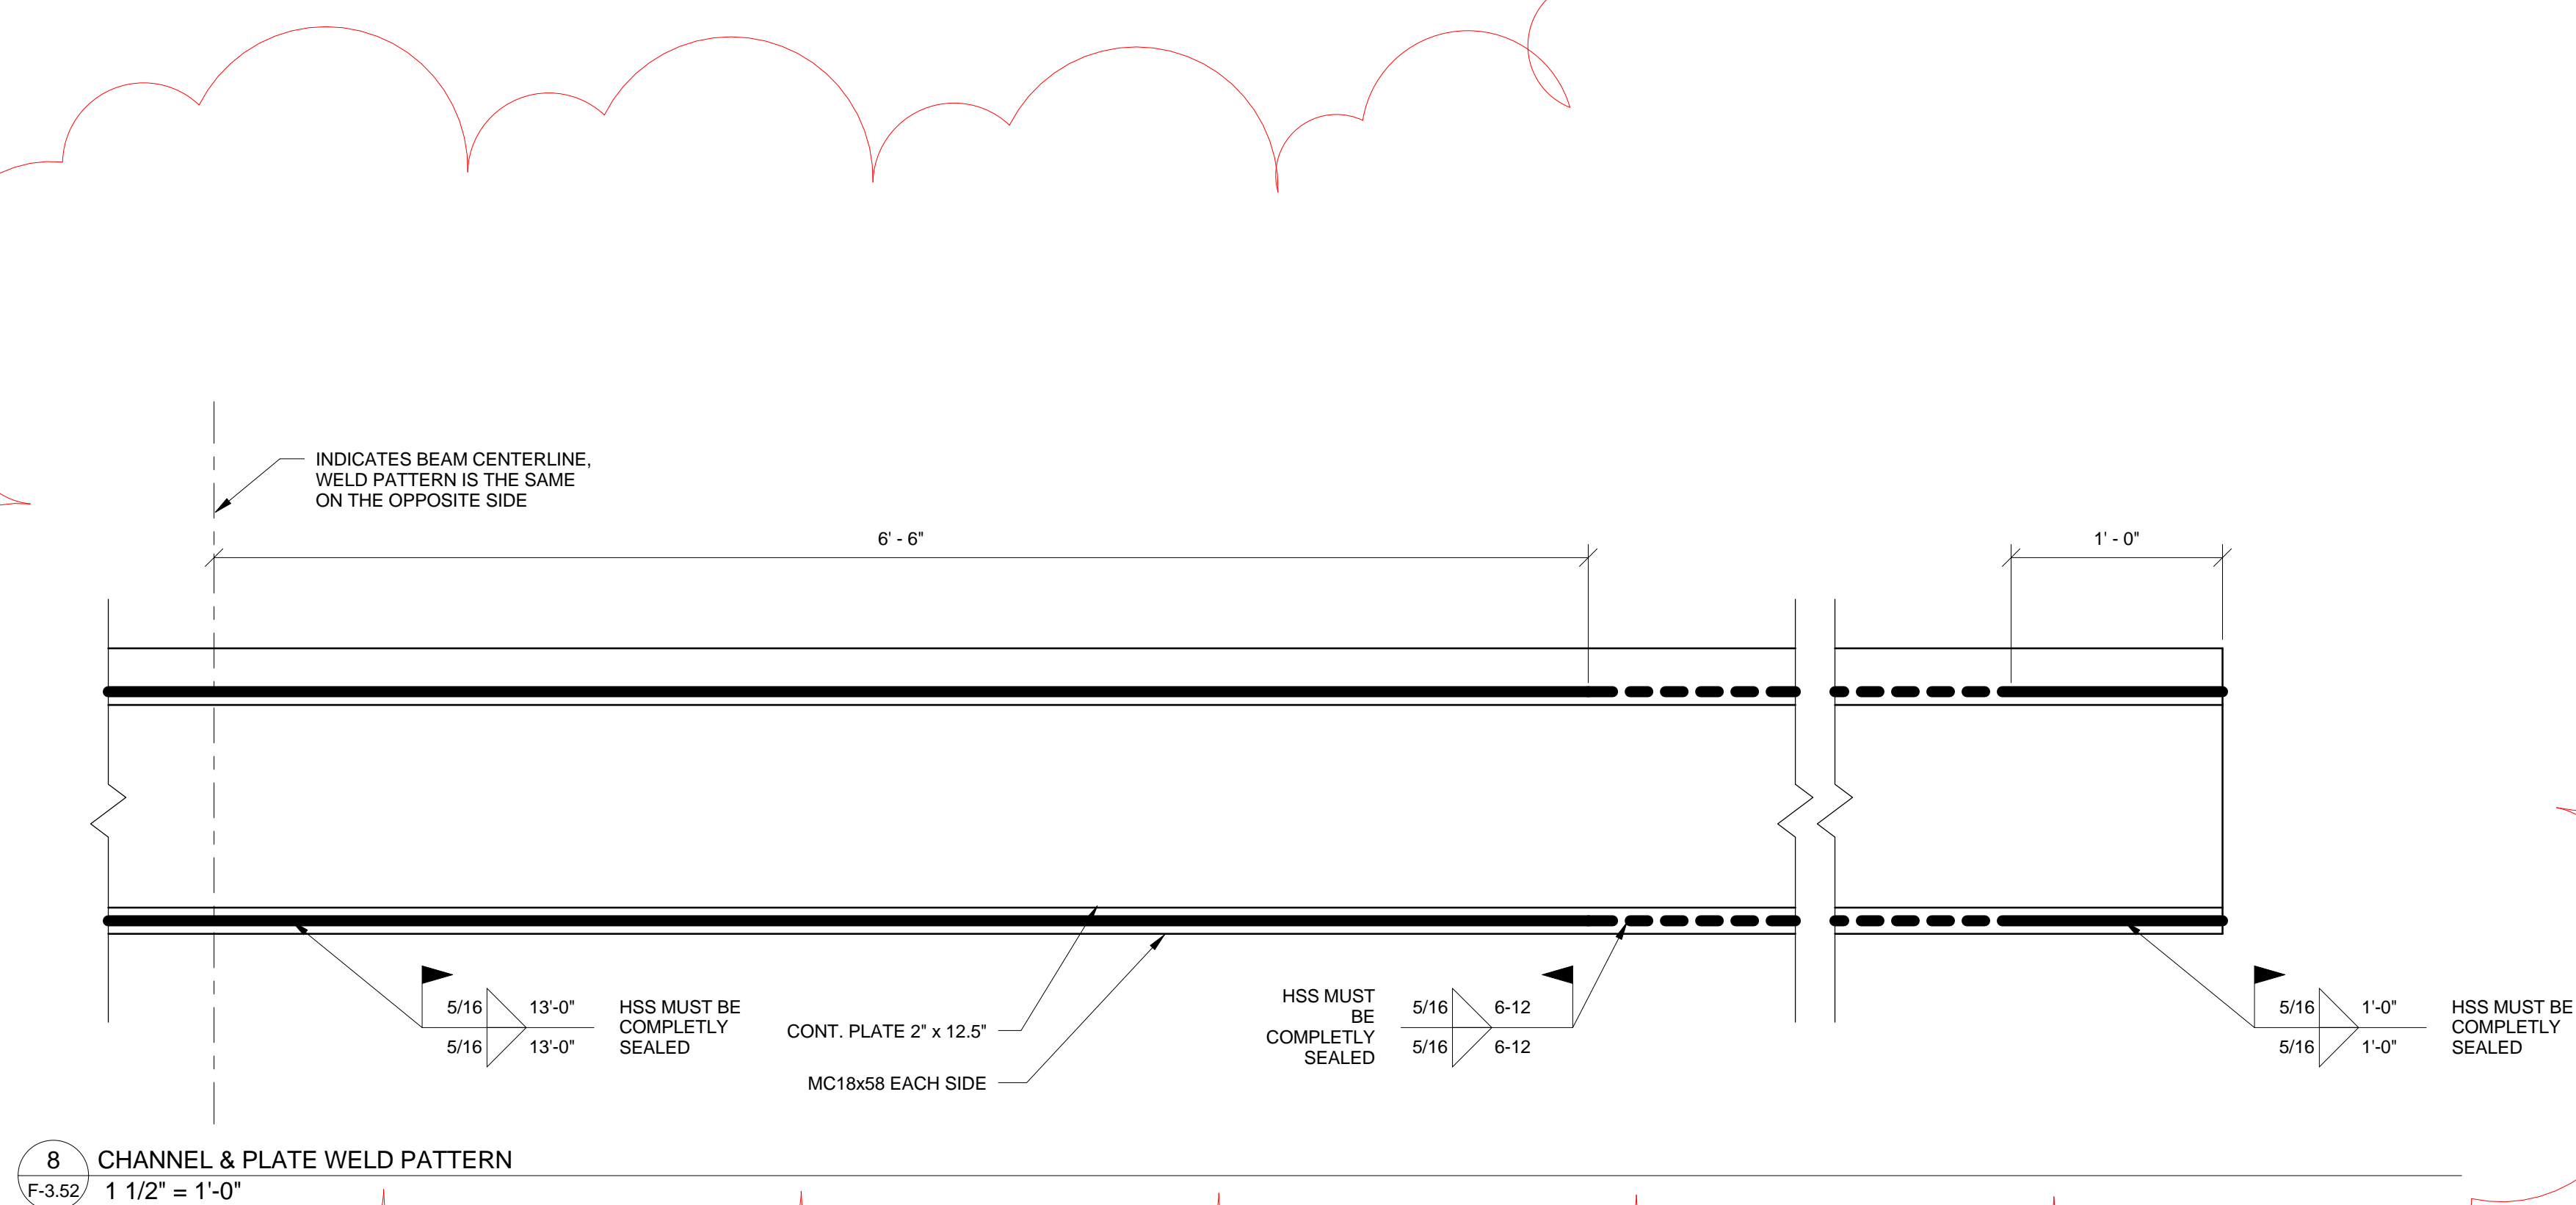 INDICATES BEAM CENTERLINE,
WELD PATTERN IS THE SAME
ON THE OPPOSITE SIDE
6' - 6"
1' - 0"
5/16 13'-0"
5/16 13'-0"
HSS MUST BE
COMPLETLY
SEALED
CONT. PLATE 2" x 12.5"
MC18x58 EACH SIDE
HSS MUST
BE
COMPLETLY
SEALED
5/16 6-12
5/16 6-12
5/16 1'-0"
5/16 1'-0"
HSS MUST BE
COMPLETLY
SEALED
8
CHANNEL & PLATE WELD PATTERN
F-3.52
1 1/2" = 1'-0"